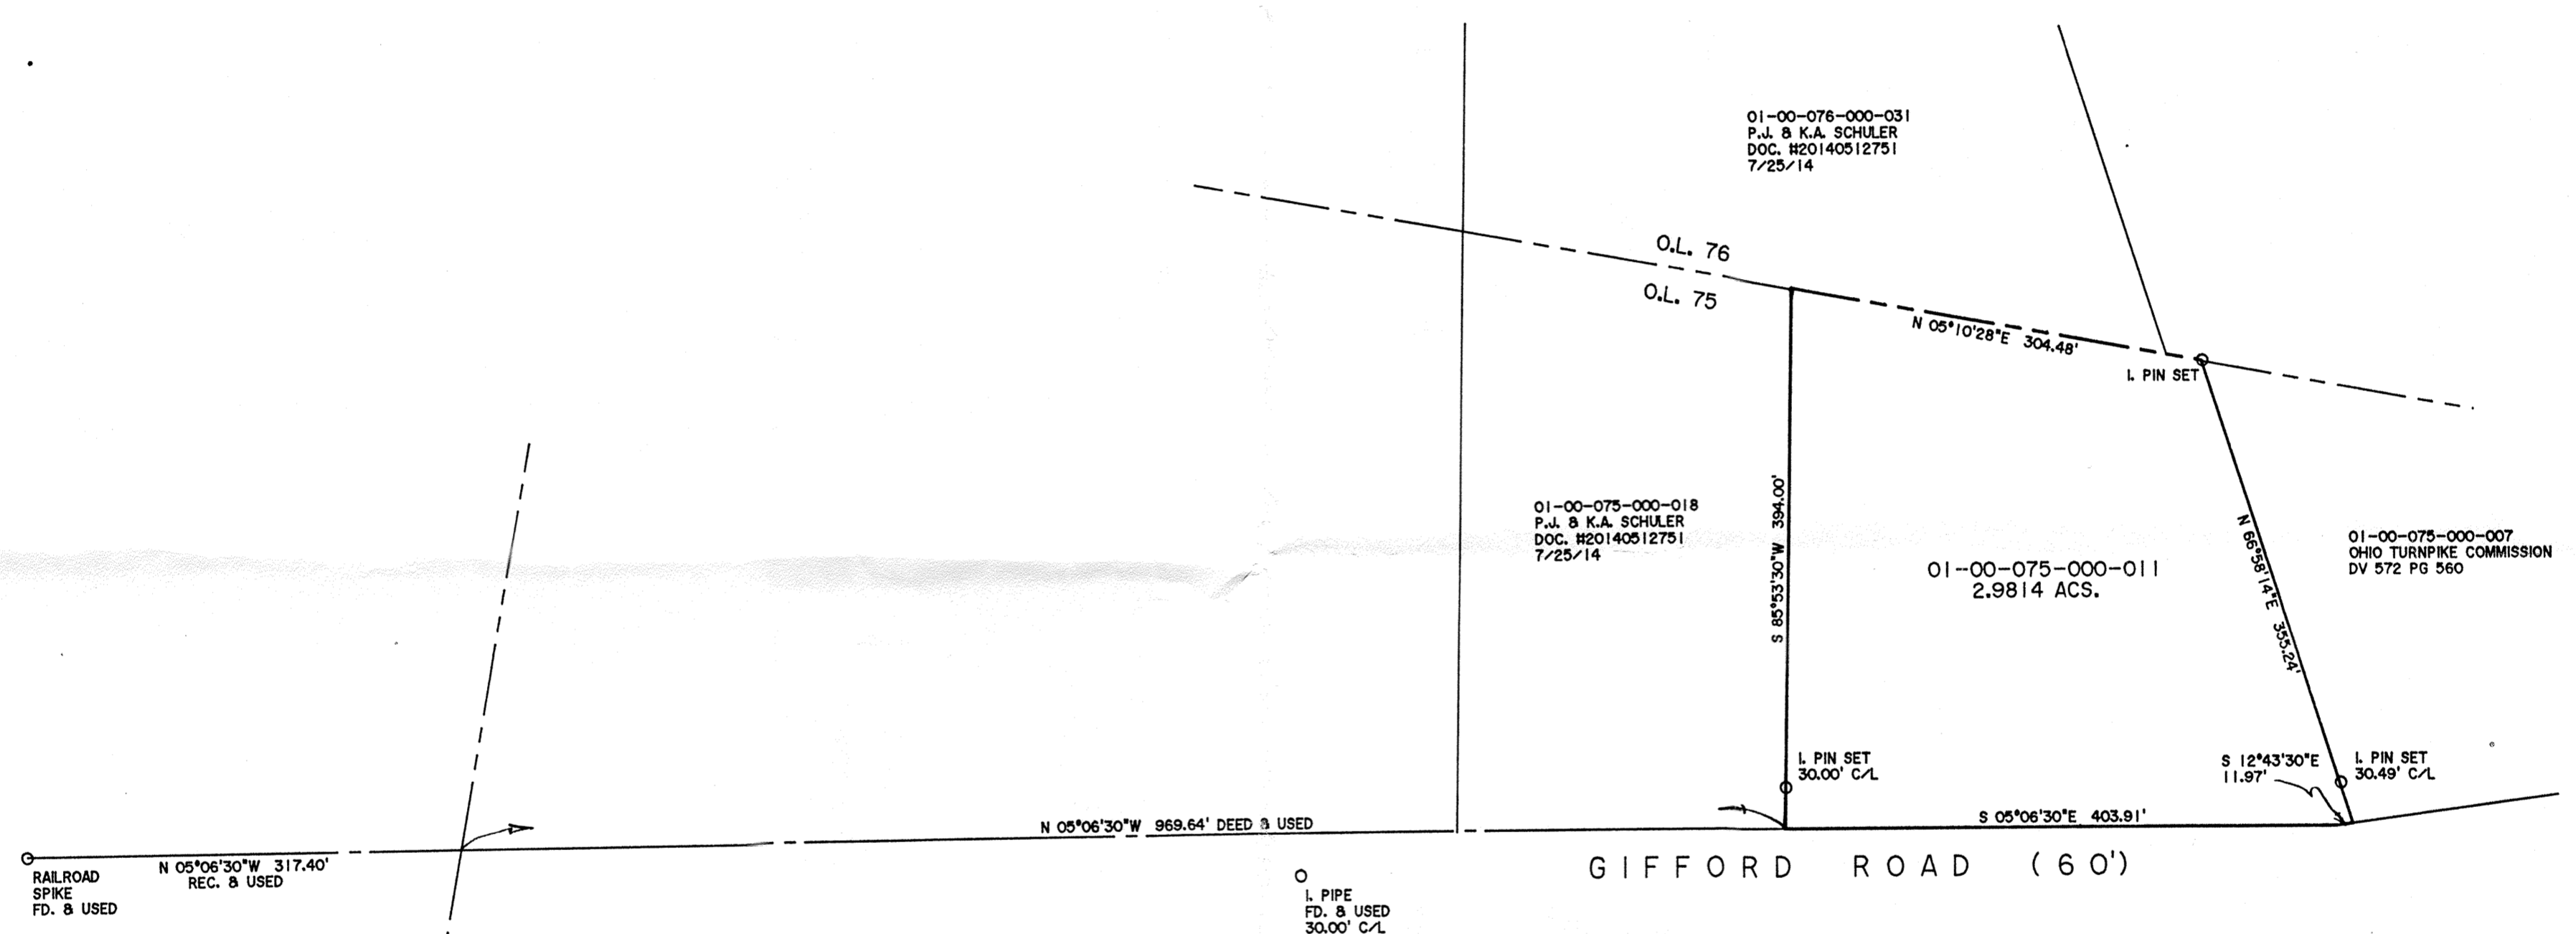 01-00-076-000-031
P.J. & K.A. SCHULER
DOC. #20140512751
7/25/14
O.L. 76
O.L. 75
N 05°10'28"E 304.48'
I. PIN SET
S 85°53'30"W 394.00'
01-00-075-000-018
P.J. & K.A. SCHULER
DOC. #20140512751
7/25/14
01-00-075-000-011
2.9814 ACS.
N 66°58'14"E 355.24'
01-00-075-000-007
OHIO TURNPIKE COMMISSION
DV 572 PG 560
I. PIN SET
30.00' C/L
S 12°43'30"E
11.97'
I. PIN SET
30.49' C/L
N 05°06'30"W 969.64' DEED & USED
S 05°06'30"E 403.91'
GIFFORD ROAD (60')
N 05°06'30"W 317.40'
REC. & USED
RAILROAD
SPIKE
FD. & USED
I. PIPE
FD. & USED
30.00' C/L